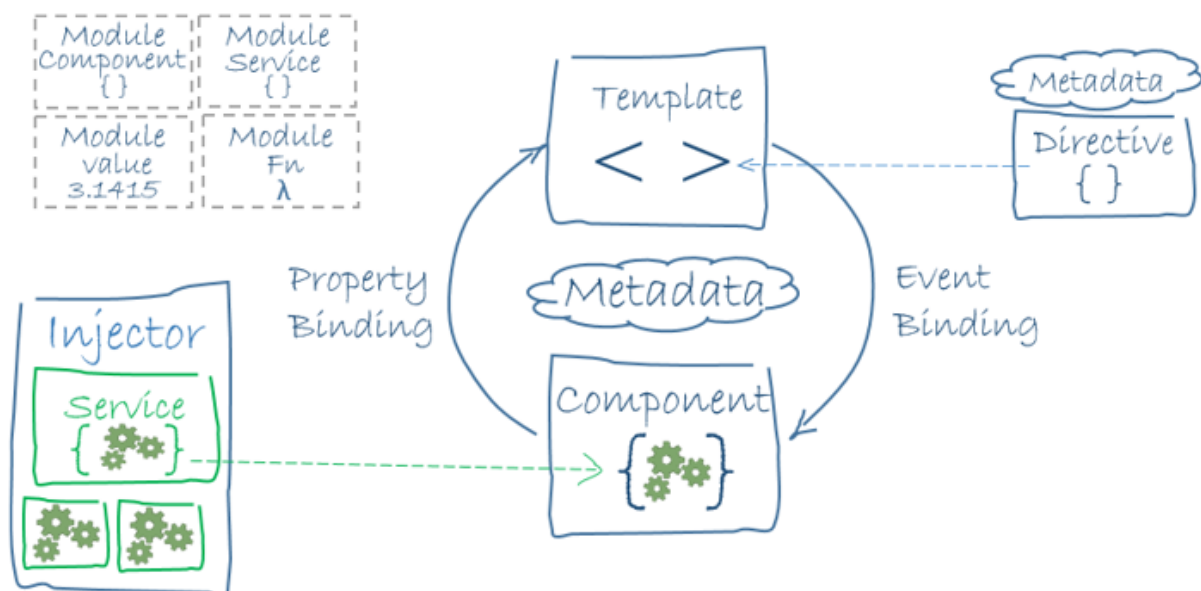 Module
Component
{ }
Module
Service
{ }
Module
value
3.1415
Module
Fn
λ
Template
< >
Metadata
Directive
{ }
Property
Binding
Metadata
Event
Binding
Injector
Service
{ }
Component
{ }